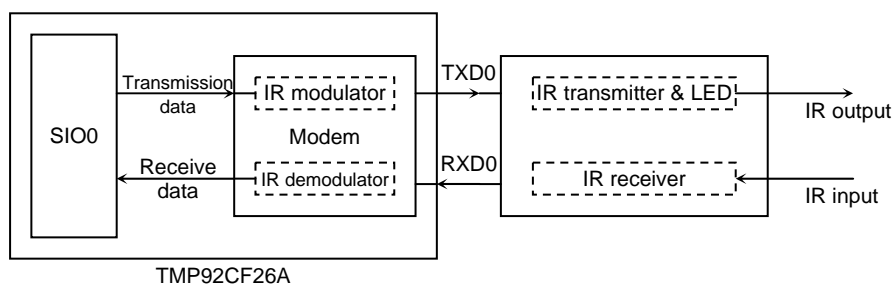 SIO0
Transmission
data
Receive
data
IR modulator
Modem
IR demodulator
TXD0
RXD0
IR transmitter & LED
IR receiver
IR output
IR input
TMP92CF26A